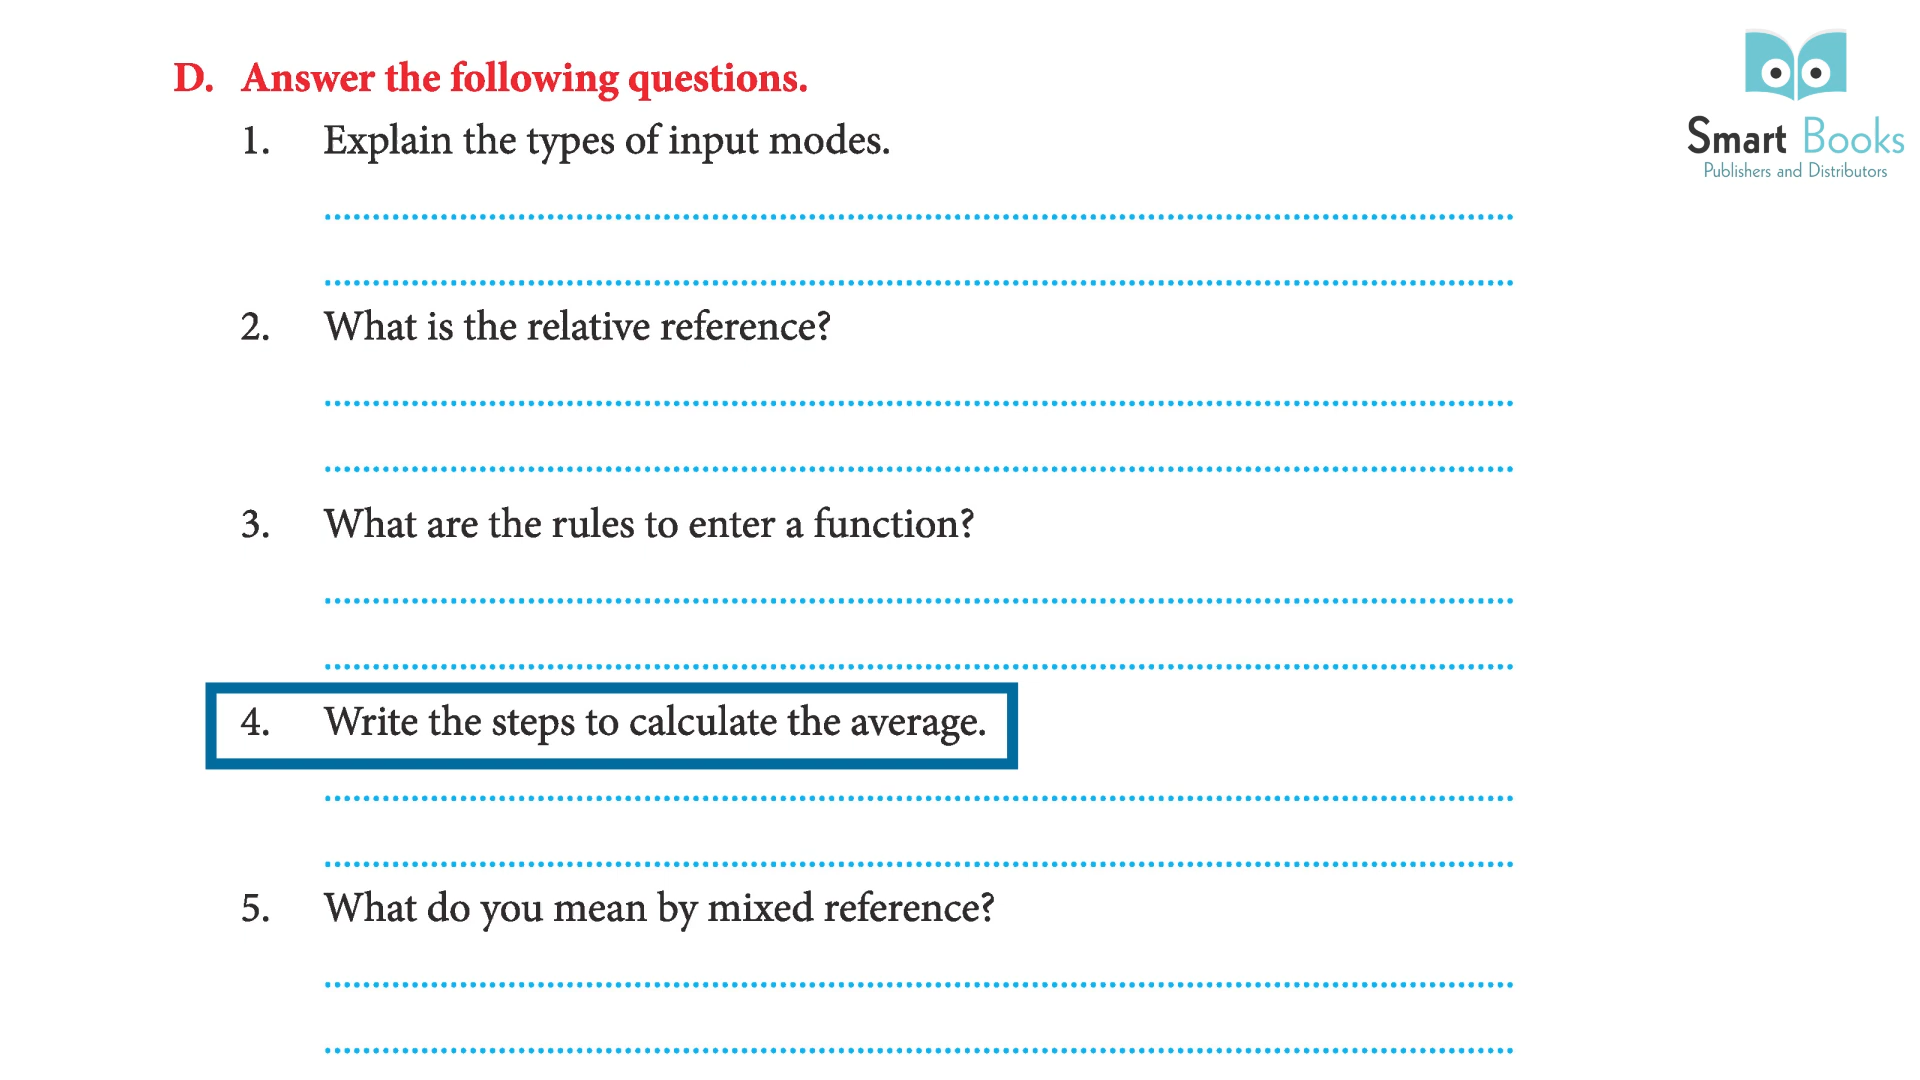 D. Answer the following questions.
1. Explain the types of input modes.
2. What is the relative reference?
3. What are the rules to enter a function?
4. Write the steps to calculate the average.
5. What do you mean by mixed reference?
Smart Books
Publishers and Distributors